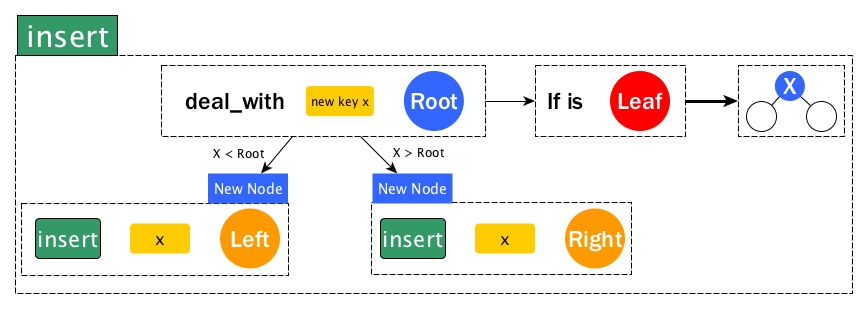 insert
deal_with new key x Root
If is Leaf
X
X < Root
X > Root
New Node
New Node
insert x Left
insert x Right